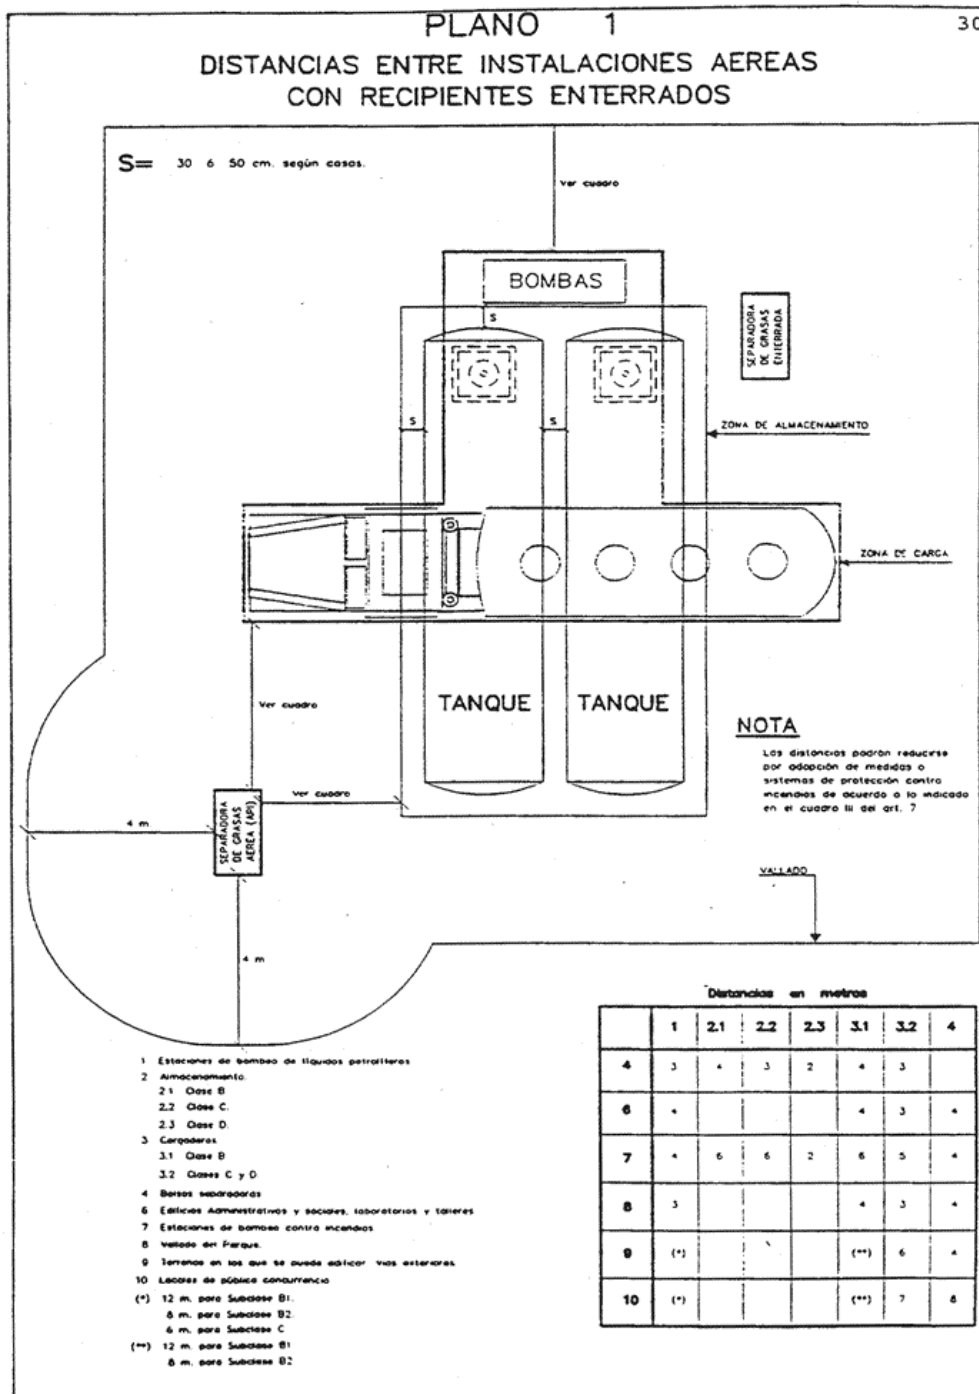 PLANO 1
30
DISTANCIAS ENTRE INSTALACIONES AEREAS
CON RECIPIENTES ENTERRADOS
S= 30 6 50 cm. según casos.
Ver cuadro
BOMBAS
SEPARADORA
DE GRASAS
ENTERRADA
S
S
S
S
S
ZONA DE ALMACENAMIENTO
ZONA DE CARGA
TANQUE
TANQUE
Ver cuadro
NOTA
Las distancias podrán reducirse
por adopción de medidas o
sistemas de protección contra
incendios de acuerdo a lo indicado
en el cuadro III del art. 7
Ver cuadro
4 m
SEPARADORA
DE GRASAS
AEREA (API)
VALLADO
4 m
Distancias en metros
1 2.1 2.2 2.3 3.1 3.2 4
4 3 4 3 2 4 3
6 4 4 3 4
7 4 6 6 2 6 5 4
8 3 4 3 4
9 (*) (**) 6 4
10 (*) (**) 7 8
1 Estaciones de bombeo de líquidos petrolíferos
2 Almacenamiento.
2.1 Clase B
2.2 Clase C.
2.3 Clase D.
3 Cargaderos
3.1 Clase B
3.2 Clases C y D
4 Balsas separadoras
6 Edificios Administrativos y sociales, laboratorios y talleres
7 Estaciones de bombeo contra incendios
8 Vallado del Parque.
9 Terrenos en los que se puede edificar vias exteriores
10 Locales de pública concurrencia
(*) 12 m. para Subclase B1.
8 m. para Subclase B2.
6 m. para Subclase C
(**) 12 m. para Subclase B1
8 m. para Subclase B2